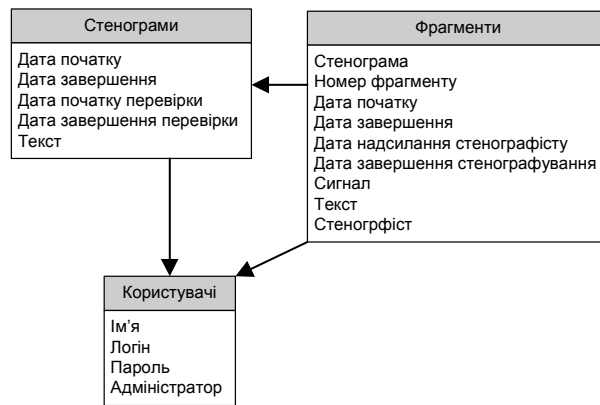 Стенограми
Дата початку
Дата завершення
Дата початку перевірки
Дата завершення перевірки
Текст
Фрагменти
Стенограма
Номер фрагменту
Дата початку
Дата завершення
Дата надсилання стенографісту
Дата завершення стенографування
Сигнал
Текст
Стеногрфіст
Користувачі
Ім’я
Логін
Пароль
Адміністратор